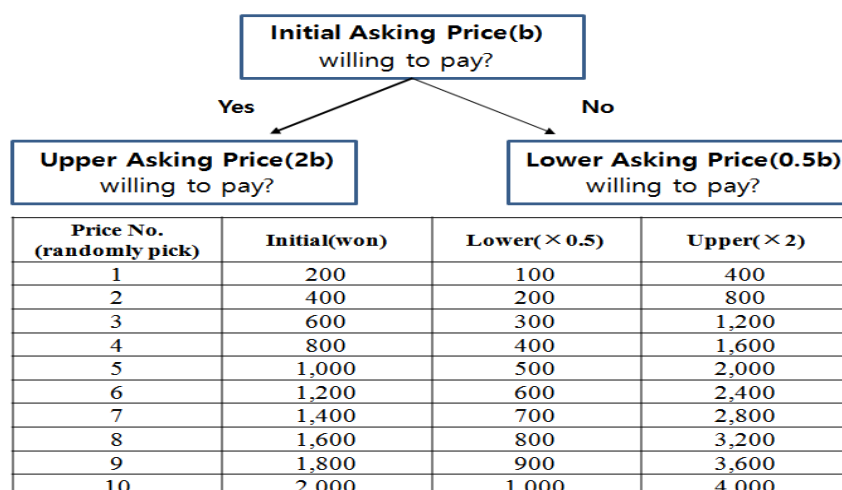 Initial Asking Price(b)
willing to pay?
Yes
No
Upper Asking Price(2b)
willing to pay?
Lower Asking Price(0.5b)
willing to pay?
Price No.
(randomly pick) Initial(won) Lower(×0.5) Upper(×2)
1 200 100 400
2 400 200 800
3 600 300 1,200
4 800 400 1,600
5 1,000 500 2,000
6 1,200 600 2,400
7 1,400 700 2,800
8 1,600 800 3,200
9 1,800 900 3,600
10 2,000 1,000 4,000